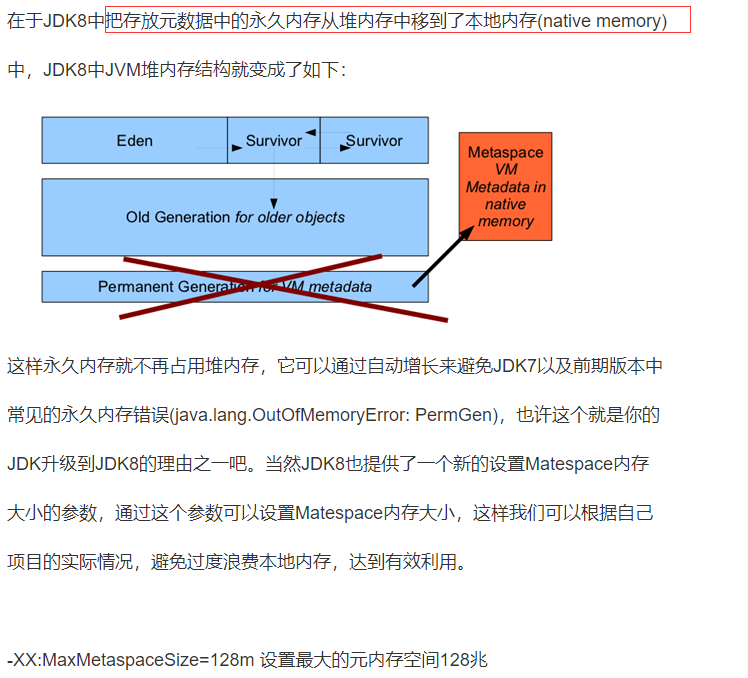 在于JDK8中把存放元数据中的永久内存从堆内存中移到了本地内存(native memory)
中，JDK8中JVM堆内存结构就变成了如下：
Eden
Survivor
Survivor
Metaspace
VM
Metadata in
native
memory
Old Generation for older objects
Permanent Generation for VM metadata
这样永久内存就不再占用堆内存，它可以通过自动增长来避免JDK7以及前期版本中
常见的永久内存错误(java.lang.OutOfMemoryError: PermGen)，也许这个就是你的
JDK升级到JDK8的理由之一吧。当然JDK8也提供了一个新的设置Matespace内存
大小的参数，通过这个参数可以设置Matespace内存大小，这样我们可以根据自己
项目的实际情况，避免过度浪费本地内存，达到有效利用。
-XX:MaxMetaspaceSize=128m 设置最大的元内存空间128兆